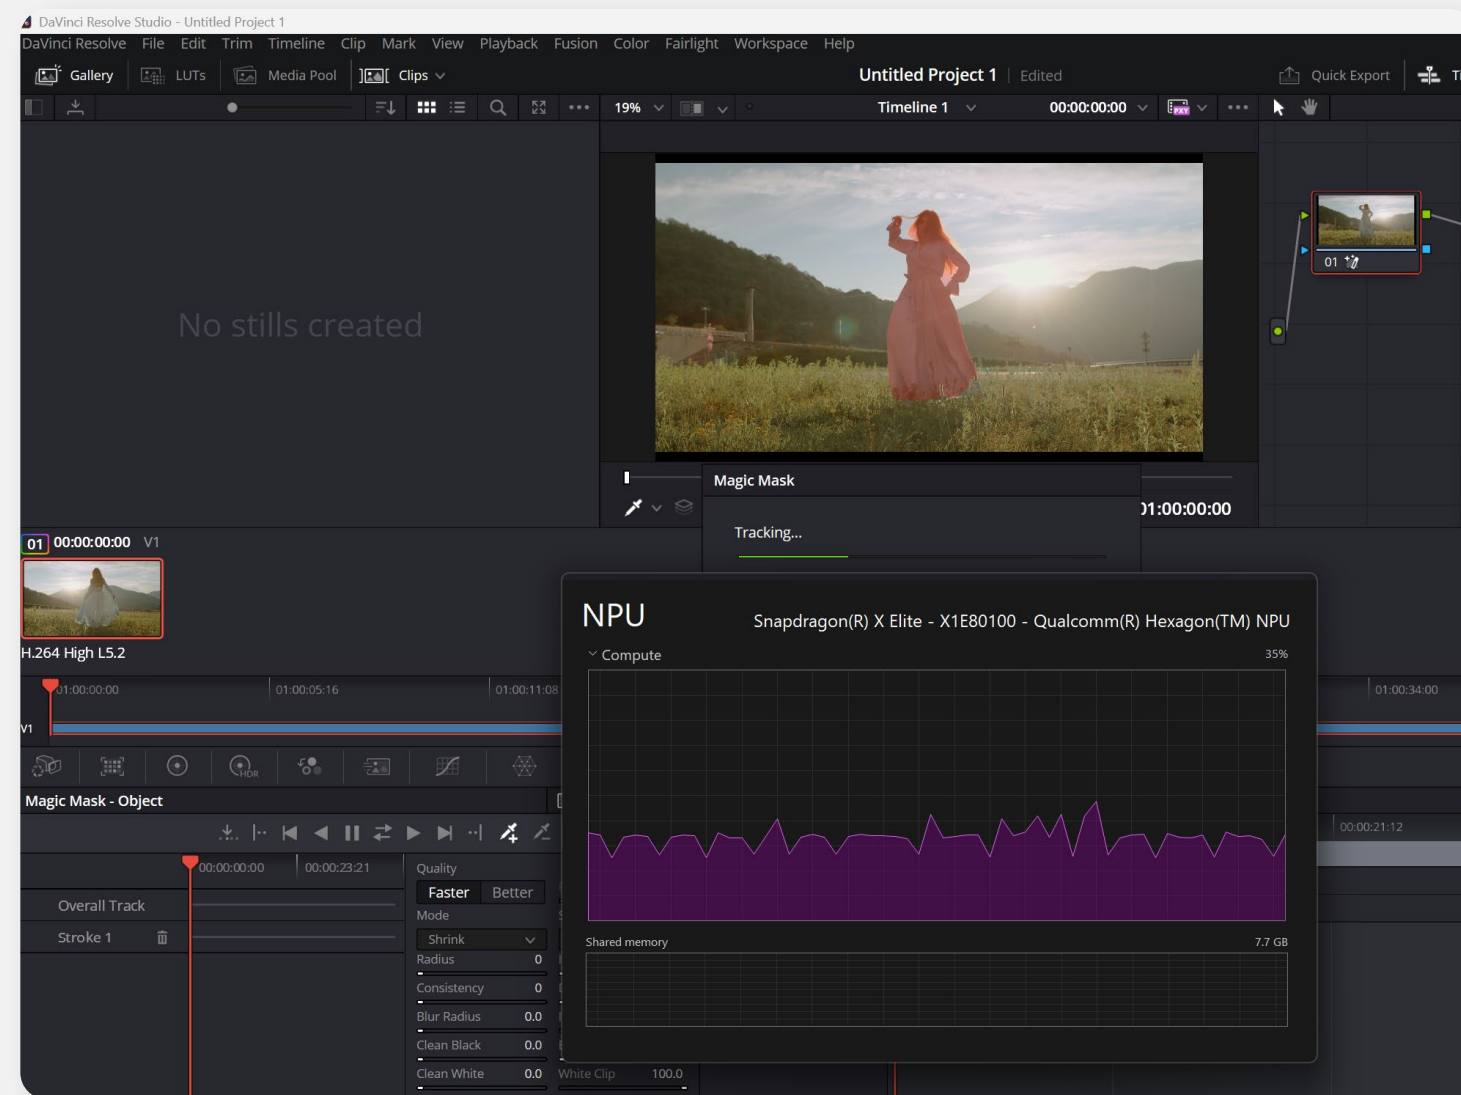 DaVinci Resolve Studio - Untitled Project 1
DaVinci Resolve File Edit Trim Timeline Clip Mark View Playback Fusion Color Fairlight Workspace Help
Gallery LUTs Media Pool Clips Untitled Project 1 Edited Quick Export
19% Timeline 1 00:00:00:00 PXY
No stills created
01
Magic Mask
01:00:00:00
Tracking...
01 00:00:00:00 V1
H.264 High L5.2
NPU Snapdragon(R) X Elite - X1E80100 - Qualcomm(R) Hexagon(TM) NPU
Compute 35%
01:00:00:00 01:00:05:16 01:00:11:08 01:00:34:00
V1
HDR
Magic Mask - Object
00:00:21:12
00:00:00:00 00:00:23:21 Quality
Faster Better
Overall Track
Mode
Stroke 1 Shrink
Shared memory 7.7 GB
Radius 0
Consistency 0
Blur Radius 0.0
Clean Black 0.0
Clean White 0.0 White Clip 100.0